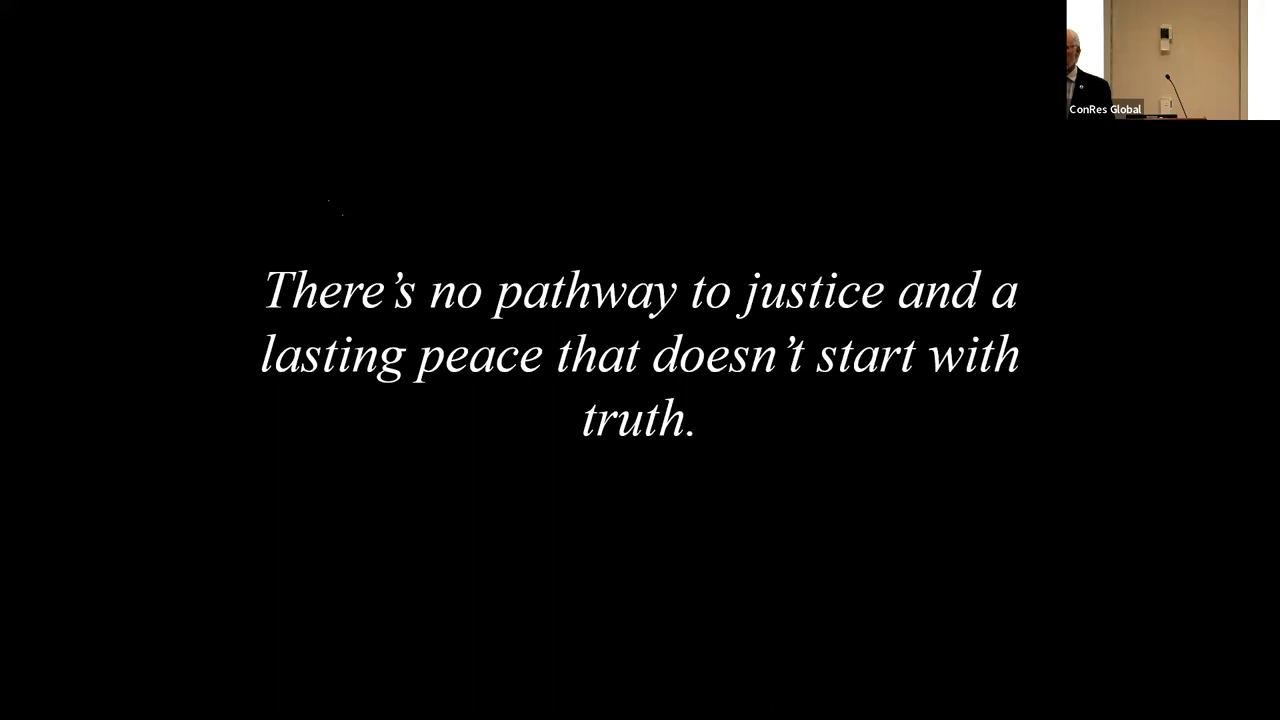 ConRes Global
There’s no pathway to justice and a
lasting peace that doesn’t start with
truth.